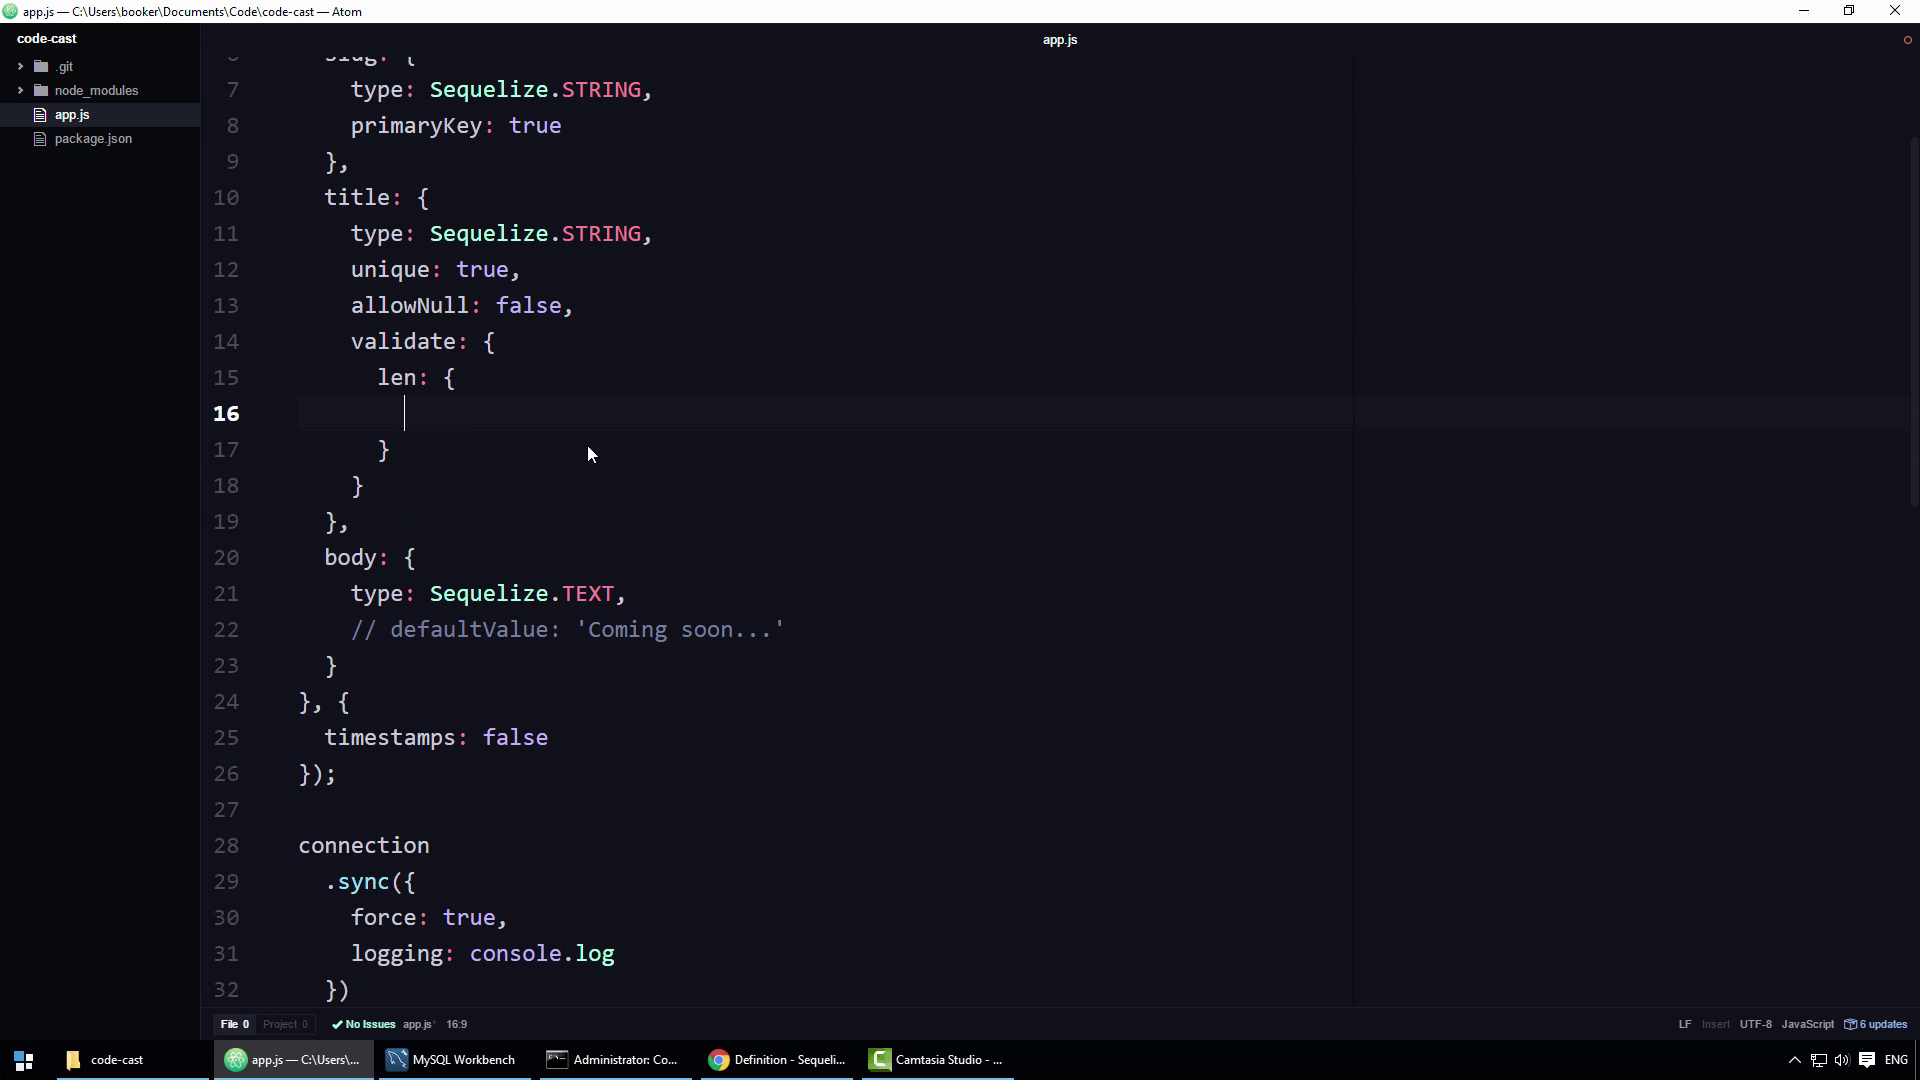 app.js — C:\Users\booker\Documents\Code\code-cast — Atom
code-cast
.git
node_modules
app.js
package.json
app.js
6 slug: {
7 type: Sequelize.STRING,
8 primaryKey: true
9 },
10 title: {
11 type: Sequelize.STRING,
12 unique: true,
13 allowNull: false,
14 validate: {
15 len: {
16
17 }
18 }
19 },
20 body: {
21 type: Sequelize.TEXT,
22 // defaultValue: 'Coming soon...'
23 }
24 }, {
25 timestamps: false
26 });
27
28 connection
29 .sync({
30 force: true,
31 logging: console.log
32 })
File 0 Project 0 No Issues app.js* 16:9 LF Insert UTF-8 JavaScript 6 updates
code-cast app.js — C:\Users\... MySQL Workbench Administrator: Co... Definition - Sequeli... Camtasia Studio - ... ENG